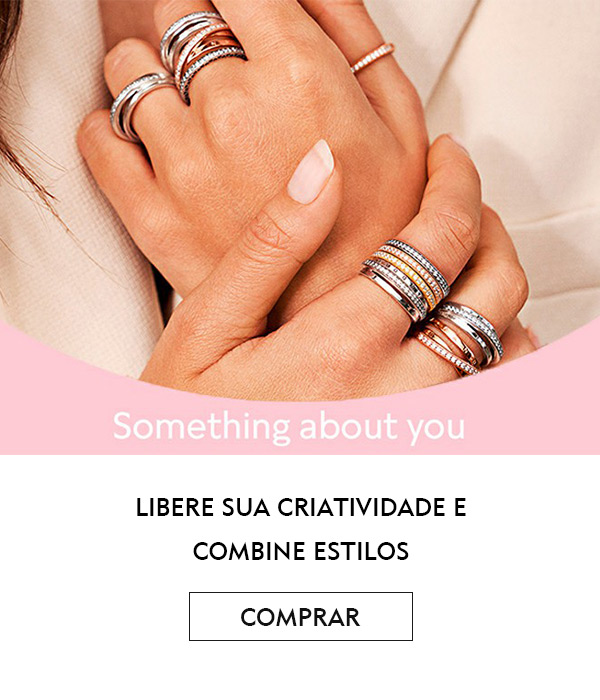 Something about you
LIBERE SUA CRIATIVIDADE E
COMBINE ESTILOS
COMPRAR